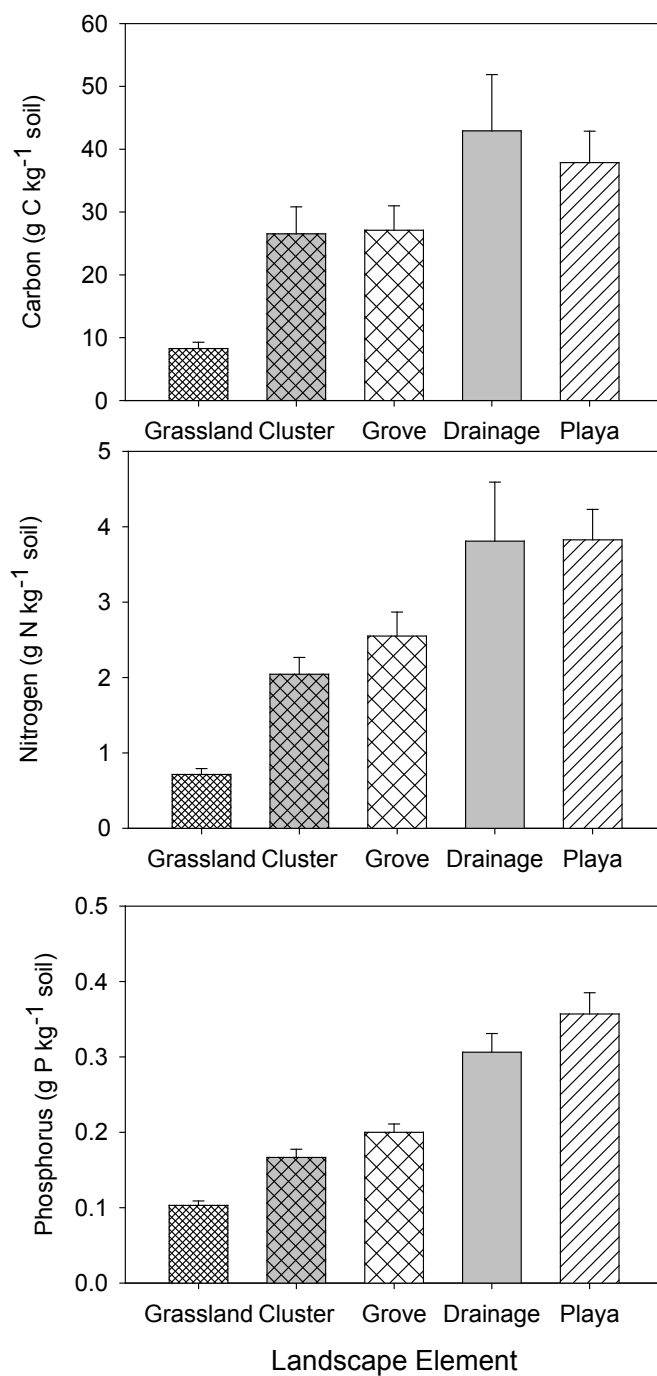 60
50
40
30
20
10
0
Carbon (g C kg-1 soil)
Grassland Cluster Grove Drainage Playa
5
4
3
2
1
0
Nitrogen (g N kg-1 soil)
Grassland Cluster Grove Drainage Playa
0.5
0.4
0.3
0.2
0.1
0.0
Phosphorus (g P kg-1 soil)
Grassland Cluster Grove Drainage Playa
Landscape Element